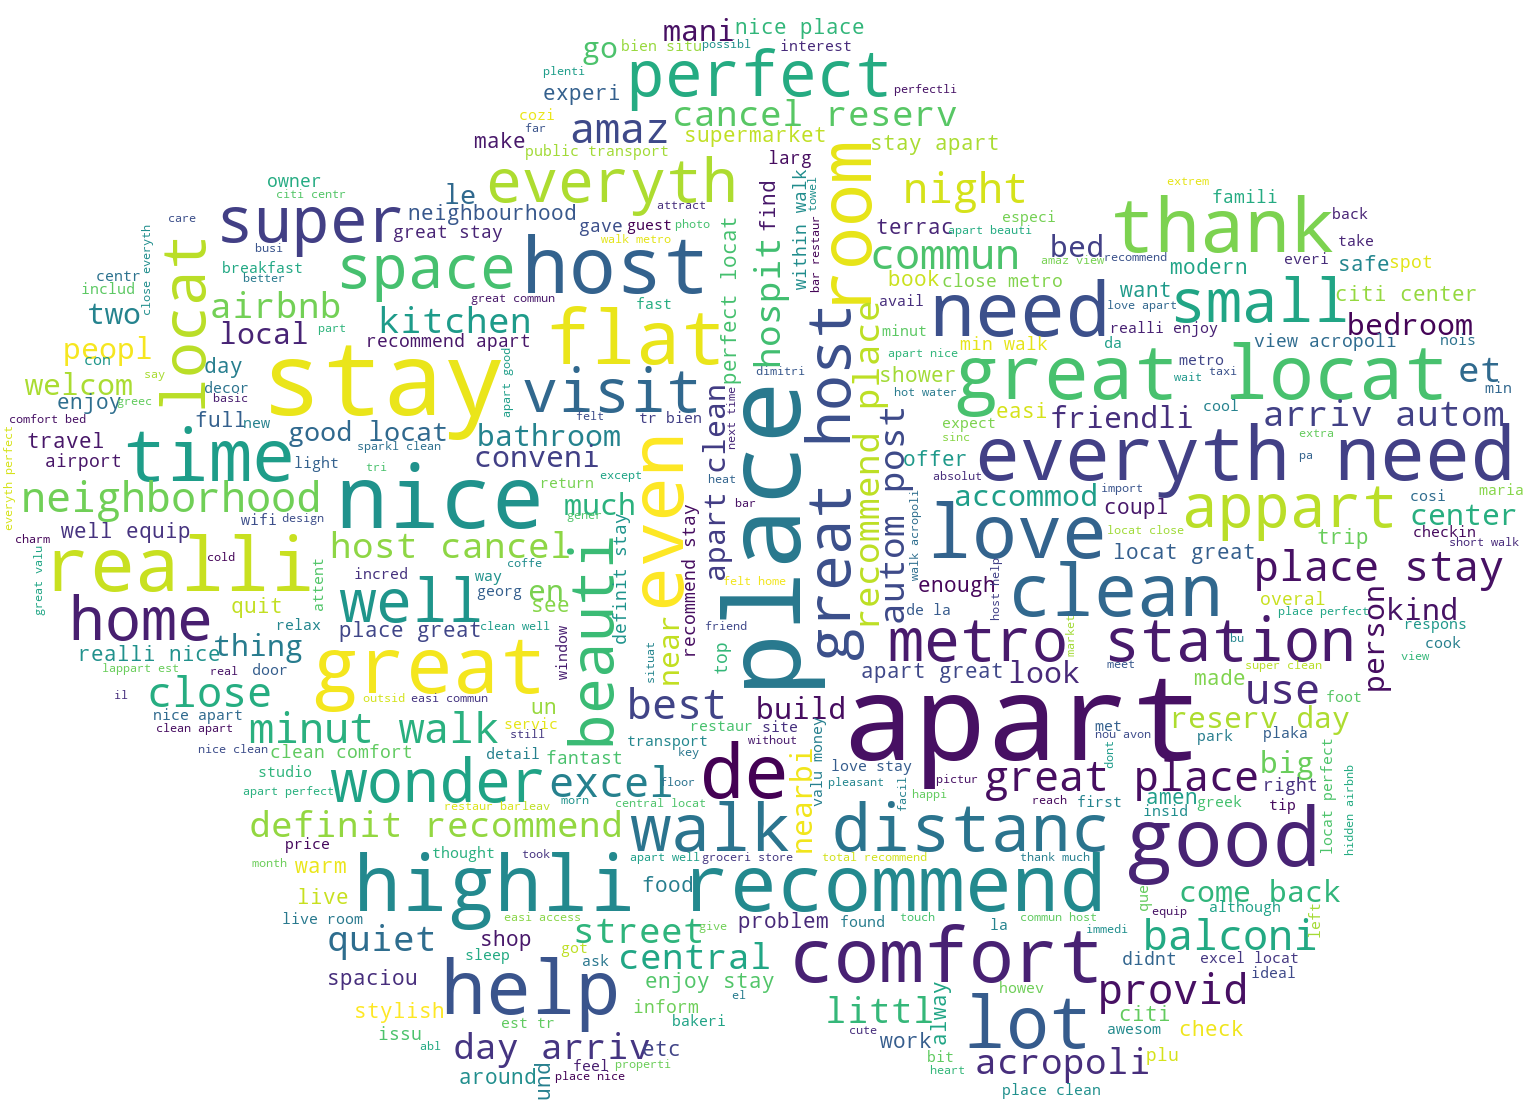 mani
nice place
go
bien situ
possibl
interest
plenti
perfect
perfectli
experi
cozi
cancel reserv
far
amaz
make
supermarket
stay apart
public transport
larg
owner
citi centr
le
everyth
attract
within walk
towel
room
night
extrem
famili
thank
care
super
neighbourhood
great stay
gave
guest
photo
find
terrac
especi
apart beauti
back
take
busi
walk metro
perfect locat
hospit
bar restaur
commun
bed
amaz view
recommend
modern
everi
safe
spot
close everyth
locat
breakfast
better
space
host
centr
includ
airbnb
great commun
fast
book
close metro
want
love apart
small
citi center
two
local
part
kitchen
recommend apart
avail
need
realli enjoy
bedroom
peopl
con
say
day
stay
apart good
flat
minut
min walk
da
view acropoli
nois
welcom
decor
basic
visit
dimitri
great host
recommend place
apart nice
shower
hot water
great locat
metro
wait
taxi
et
min
enjoy
greec
felt
easi
cool
comfort bed
full
new
good locat
tr bien
next time
expect
sinc
friendli
arriv autom
travel
airport
time
light
sparkl clean
bathroom
conveni
even
apart clean
place
autom post
offer
everyth need
extra
pa
everyth perfect
tri
nice
return
except
heat
absolut
neighborhood
much
gener
bar
walk acropoli
accommod
import
coupl
appart
cosi
maria
center
well equip
wifi
design
definit stay
recommend stay
love
locat close
checkin
short walk
charm
cold
host cancel
coffe
locat great
trip
great valu
realli
attent
incred
way
georg
beauti
near
felt home
host help
enough
clean
place stay
quit
well
en
see
de la
overal
place perfect
home
relax
place great
clean well
friend
market
metro station
bu
person
kind
respons
cook
realli nice
thing
window
situat
top
apart great
look
meet
super clean
view
lappart est
real
door
great
close
outsid
easi commun
un
best
build
made
use
foot
il
nice apart
clean apart
minut walk
servic
restaur
site
met
nou avon
reserv day
nice clean
clean comfort
still
detail
transport
without
apart
dont
park
plaka
studio
fantast
key
de
valu money
love stay
great place
big
apart perfect
wonder
excel
floor
nearbi
pleasant
pictur
amen
right
locat perfect
restaur barleav
morn
central locat
facil
happi
reach
first
insid
greek
tip
hidden airbnb
definit recommend
walk distanc
good
price
thought
took
apart well
groceri store
total recommend
thank much
month
warm
highli recommend
food
live
come back
live room
easi access
problem
found
touch
la
commun host
immedi
que
equip
although
left
quiet
shop
street
give
comfort
balconi
sleep
got
ask
central
didnt
excel locat
spaciou
help
enjoy stay
el
howev
provid
ideal
stylish
inform
littl
alway
lot
citi
issu
est tr
bakeri
cute
work
awesom
check
abl
day arriv
etc
bit
acropoli
plu
around
und
feel
properti
place nice
heart
place clean